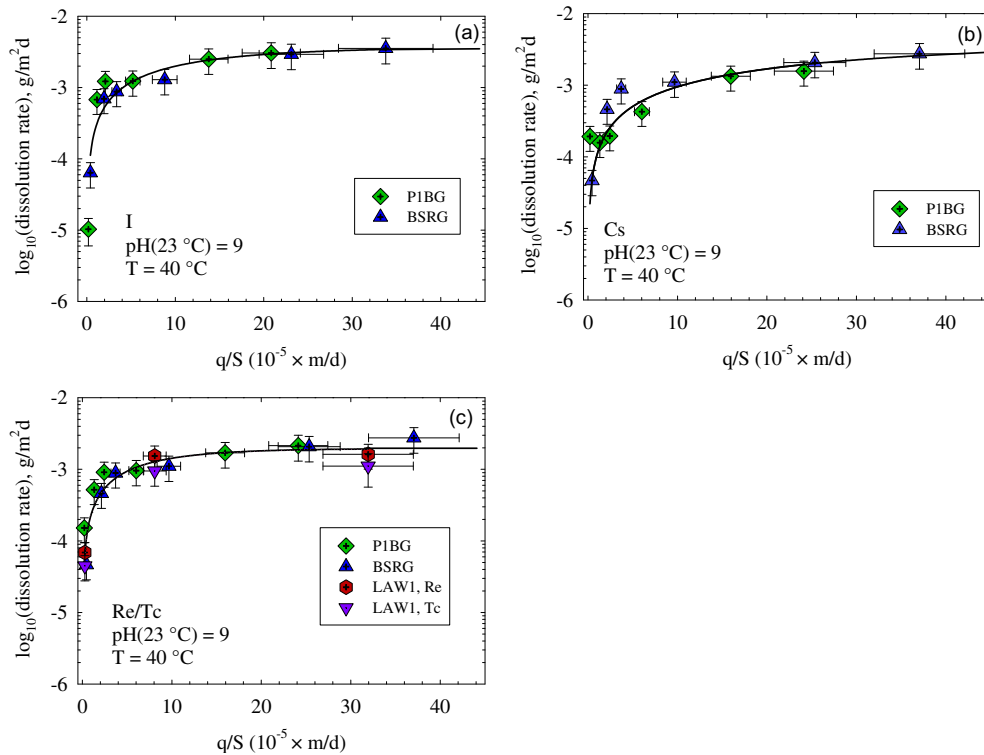 (a)
-2
-3
-4
-5
-6
log10(dissolution rate), g/m2d
I
pH(23 °C) = 9
T = 40 °C
P1BG
BSRG
0 10 20 30 40
q/S (10-5 × m/d)
(b)
-2
-3
-4
-5
-6
log10(dissolution rate), g/m2d
Cs
pH(23 °C) = 9
T = 40 °C
P1BG
BSRG
0 10 20 30 40
q/S (10-5 × m/d)
(c)
-2
-3
-4
-5
-6
log10(dissolution rate), g/m2d
Re/Tc
pH(23 °C) = 9
T = 40 °C
P1BG
BSRG
LAW1, Re
LAW1, Tc
0 10 20 30 40
q/S (10-5 × m/d)